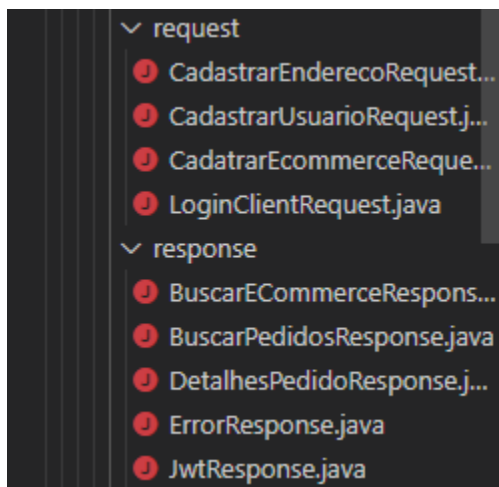 request
CadastrarEnderecoRequest...
CadastrarUsuarioRequest.j...
CadatrarEcommerceReque...
LoginClientRequest.java
response
BuscarECommerceRespons...
BuscarPedidosResponse.java
DetalhesPedidoResponse.j...
ErrorResponse.java
JwtResponse.java